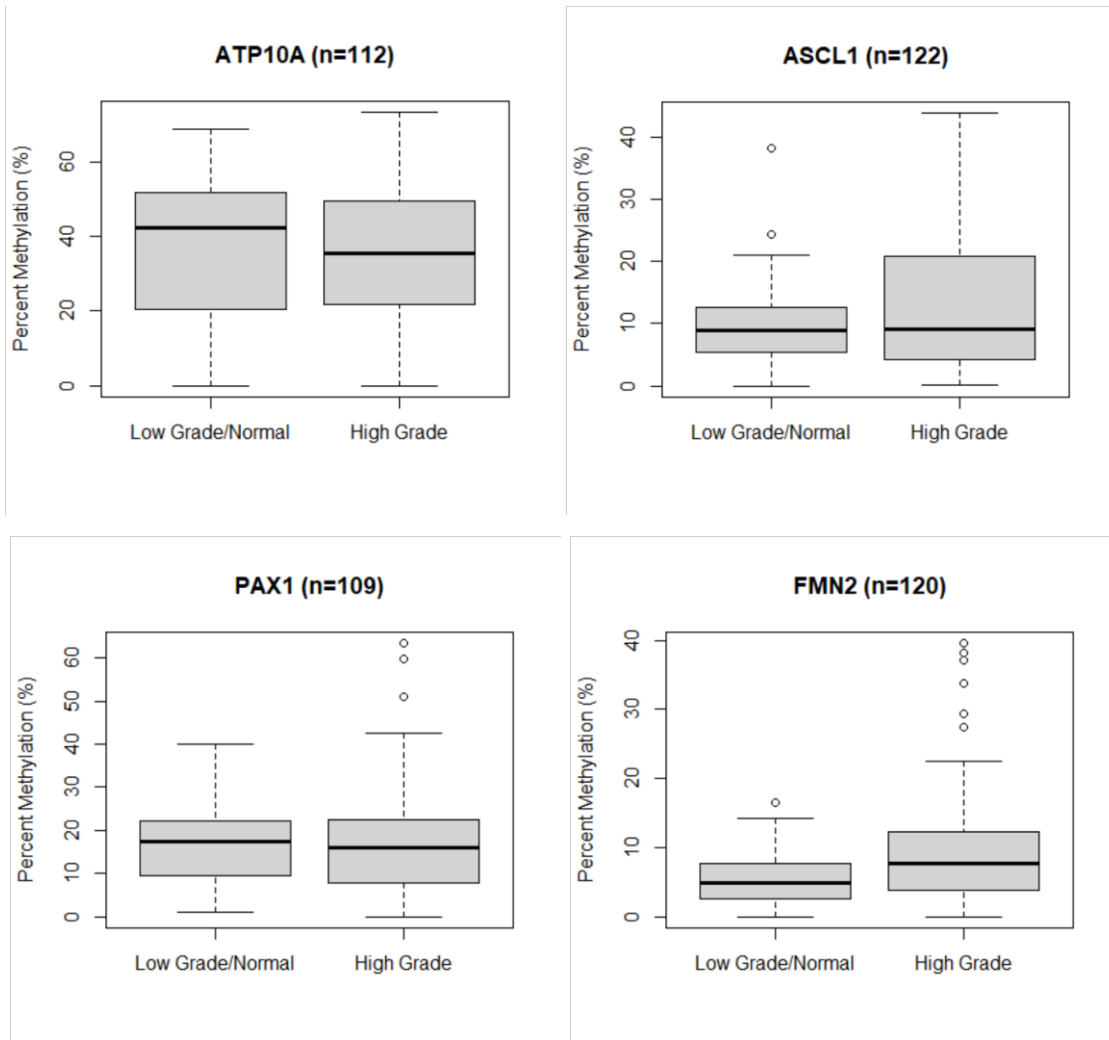 ATP10A (n=112)
Percent Methylation (%)
60
40
20
0
Low Grade/Normal
High Grade
ASCL1 (n=122)
Percent Methylation (%)
40
30
20
10
0
Low Grade/Normal
High Grade
PAX1 (n=109)
Percent Methylation (%)
60
50
40
30
20
10
0
Low Grade/Normal
High Grade
FMN2 (n=120)
Percent Methylation (%)
40
30
20
10
0
Low Grade/Normal
High Grade